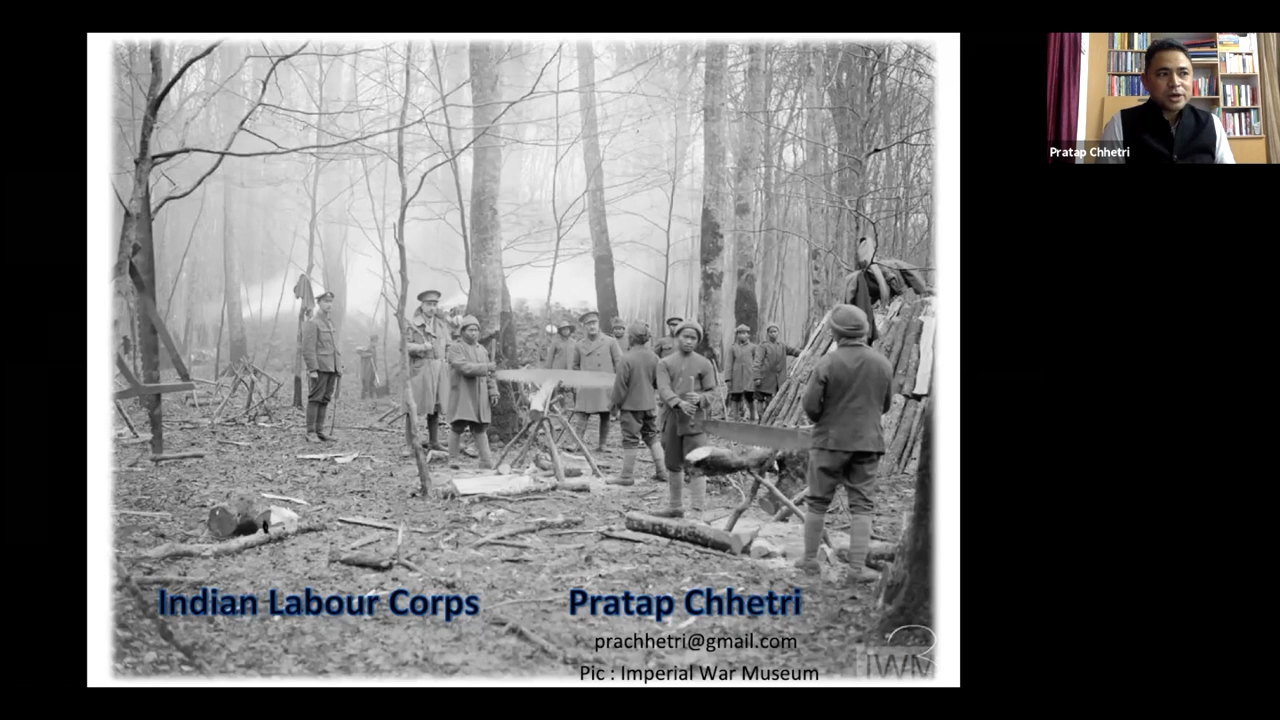 Pratap Chhetri
Indian Labour Corps
Pratap Chhetri
prachhetri@gmail.com
Pic : Imperial War Museum
IWM